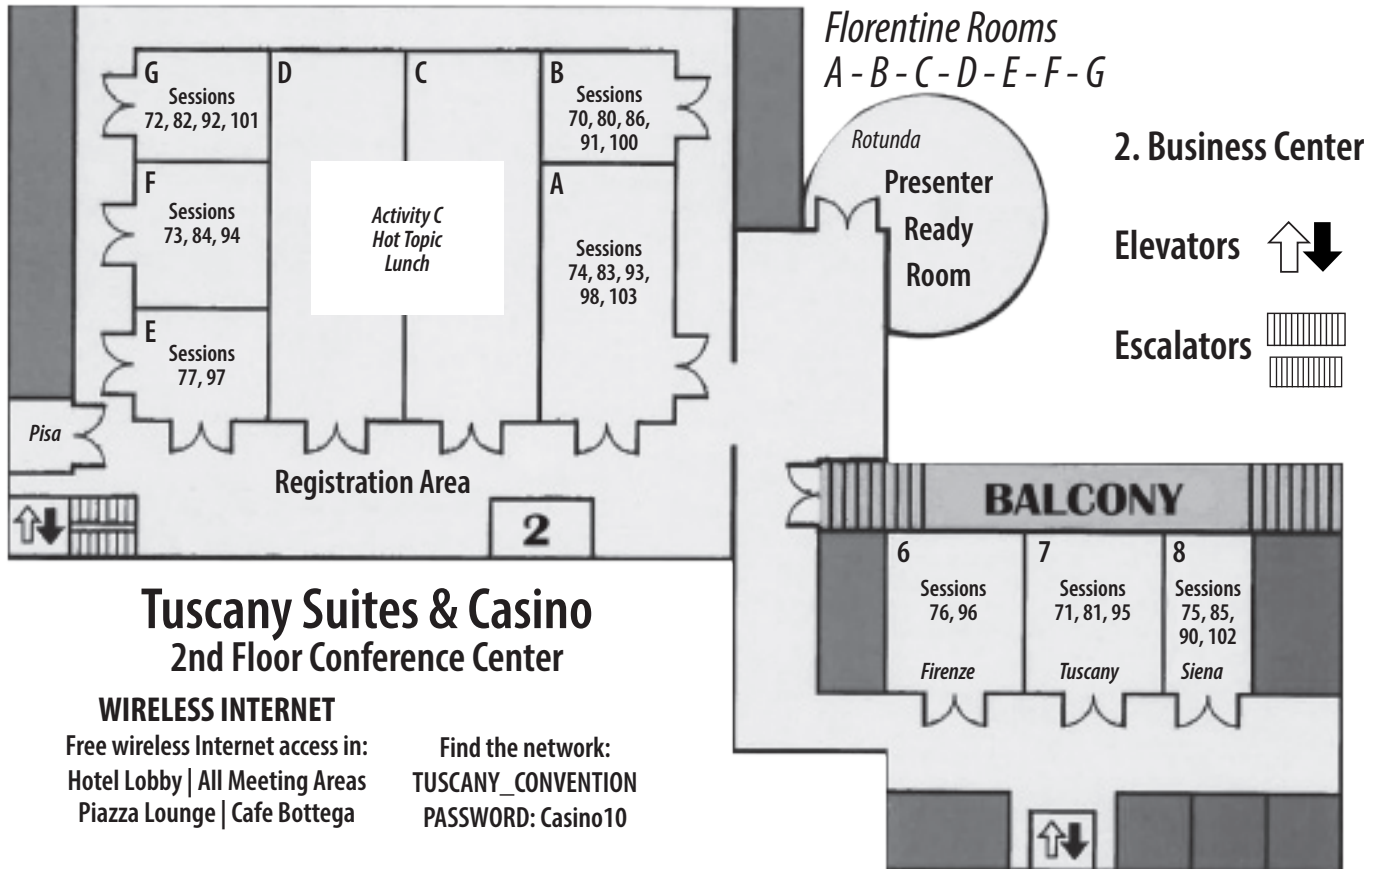 Florentine Rooms
A - B - C - D - E - F - G
G
Sessions
72, 82, 92, 101
D
C
B
Sessions
70, 80, 86,
91, 100
F
Sessions
73, 84, 94
Activity C
Hot Topic
Lunch
A
Sessions
74, 83, 93,
98, 103
E
Sessions
77, 97
Rotunda
Presenter
Ready
Room
2. Business Center
Elevators
Escalators
Pisa
Registration Area
2
BALCONY
6
Sessions
76, 96
Firenze
7
Sessions
71, 81, 95
Tuscany
8
Sessions
75, 85,
90, 102
Siena
Tuscany Suites & Casino
2nd Floor Conference Center
WIRELESS INTERNET
Free wireless Internet access in:
Hotel Lobby | All Meeting Areas
Piazza Lounge | Cafe Bottega
Find the network:
TUSCANY_CONVENTION
PASSWORD: Casino10